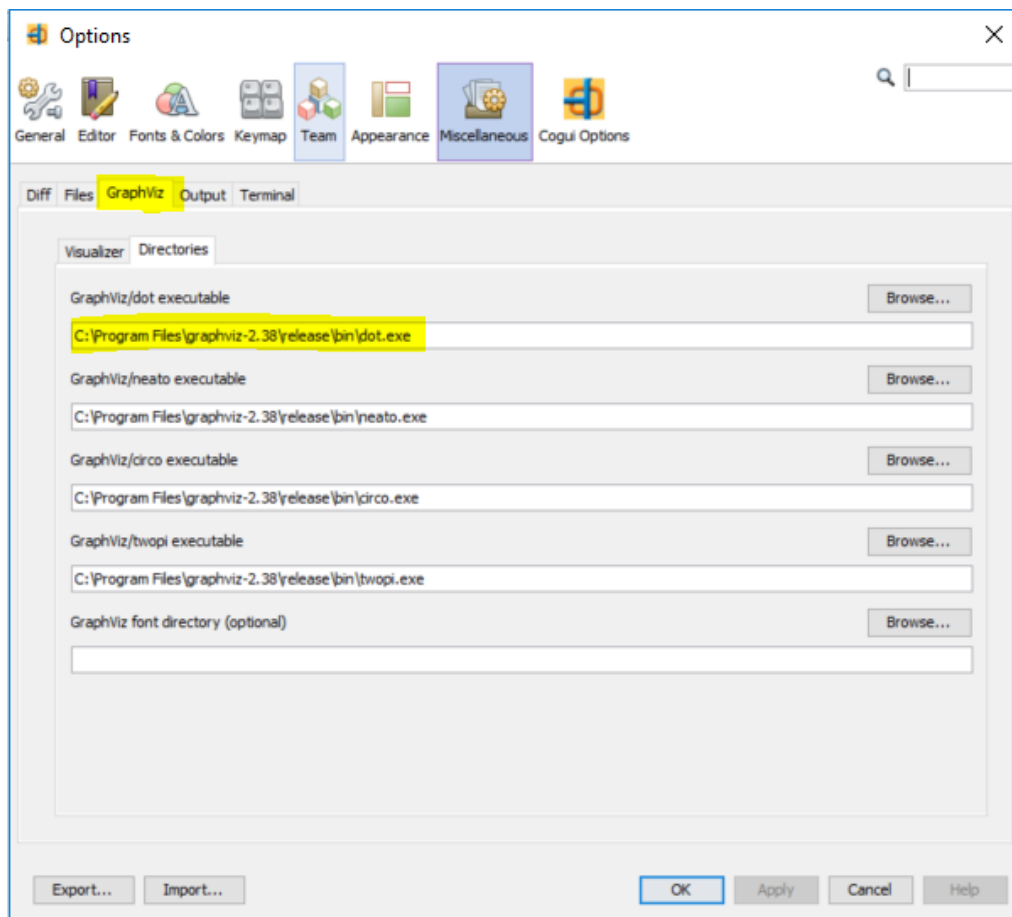 Options
General Editor Fonts & Colors Keymap Team Appearance Miscellaneous Cogui Options
Diff Files GraphViz Output Terminal
Visualizer Directories
GraphViz/dot executable Browse...
C:\Program Files\graphviz-2.38\release\bin\dot.exe
GraphViz/neato executable Browse...
C:\Program Files\graphviz-2.38\release\bin\neato.exe
GraphViz/circo executable Browse...
C:\Program Files\graphviz-2.38\release\bin\circo.exe
GraphViz/twopi executable Browse...
C:\Program Files\graphviz-2.38\release\bin\twopi.exe
GraphViz font directory (optional) Browse...
Export... Import... OK Apply Cancel Help